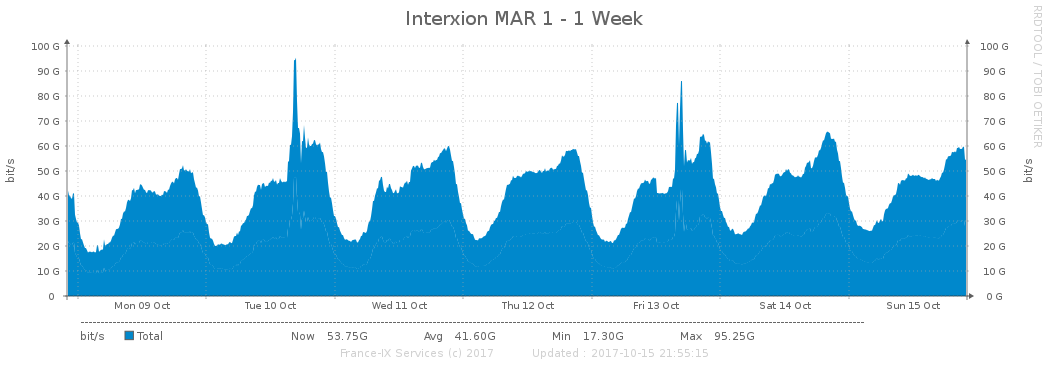 Interxion MAR 1 - 1 Week
RRDTOOL / TOBI OETIKER
bit/s
100 G 100 G
90 G 90 G
80 G 80 G
70 G 70 G
60 G 60 G
50 G 50 G
40 G 40 G
30 G 30 G
20 G 20 G
10 G 10 G
0 0 G
bit/s
Mon 09 Oct Tue 10 Oct Wed 11 Oct Thu 12 Oct Fri 13 Oct Sat 14 Oct Sun 15 Oct
bit/s Total Now 53.75G Avg 41.60G Min 17.30G Max 95.25G
France-IX Services (c) 2017 Updated : 2017-10-15 21:55:15